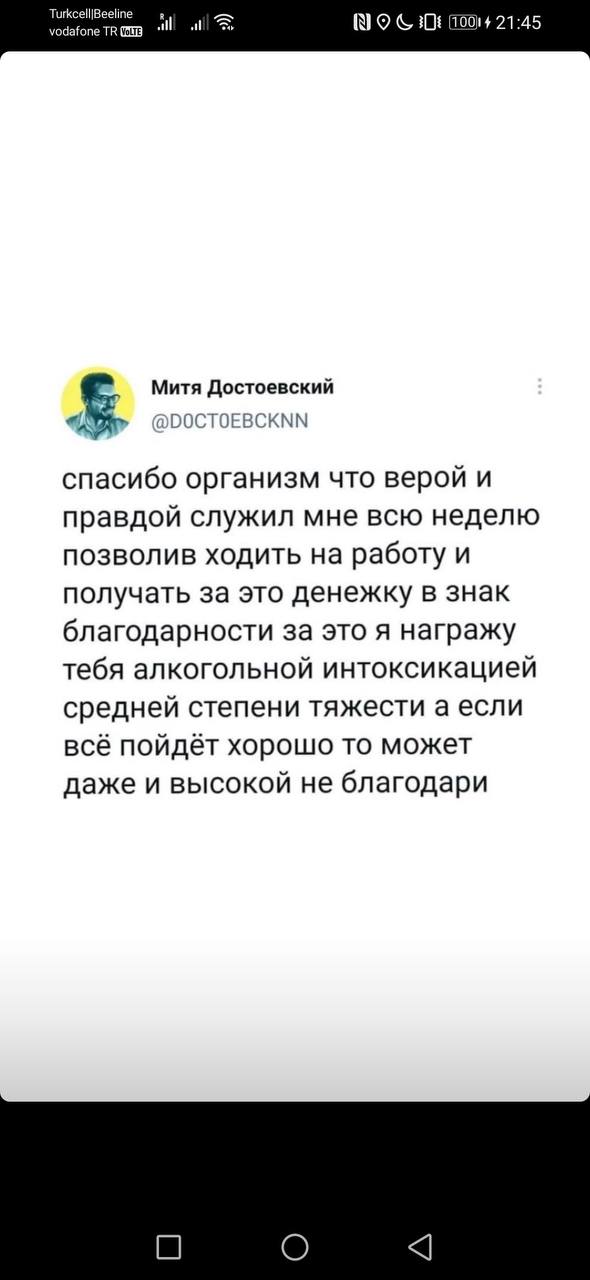 Turkcell|Beeline
vodafone TR VoLTE
R
100
21:45
Митя Достоевский
@D0CT0EBCKNN
спасибо организм что верой и
правдой служил мне всю неделю
позволив ходить на работу и
получать за это денежку в знак
благодарности за это я награжу
тебя алкогольной интоксикацией
средней степени тяжести а если
всё пойдёт хорошо то может
даже и высокой не благодари